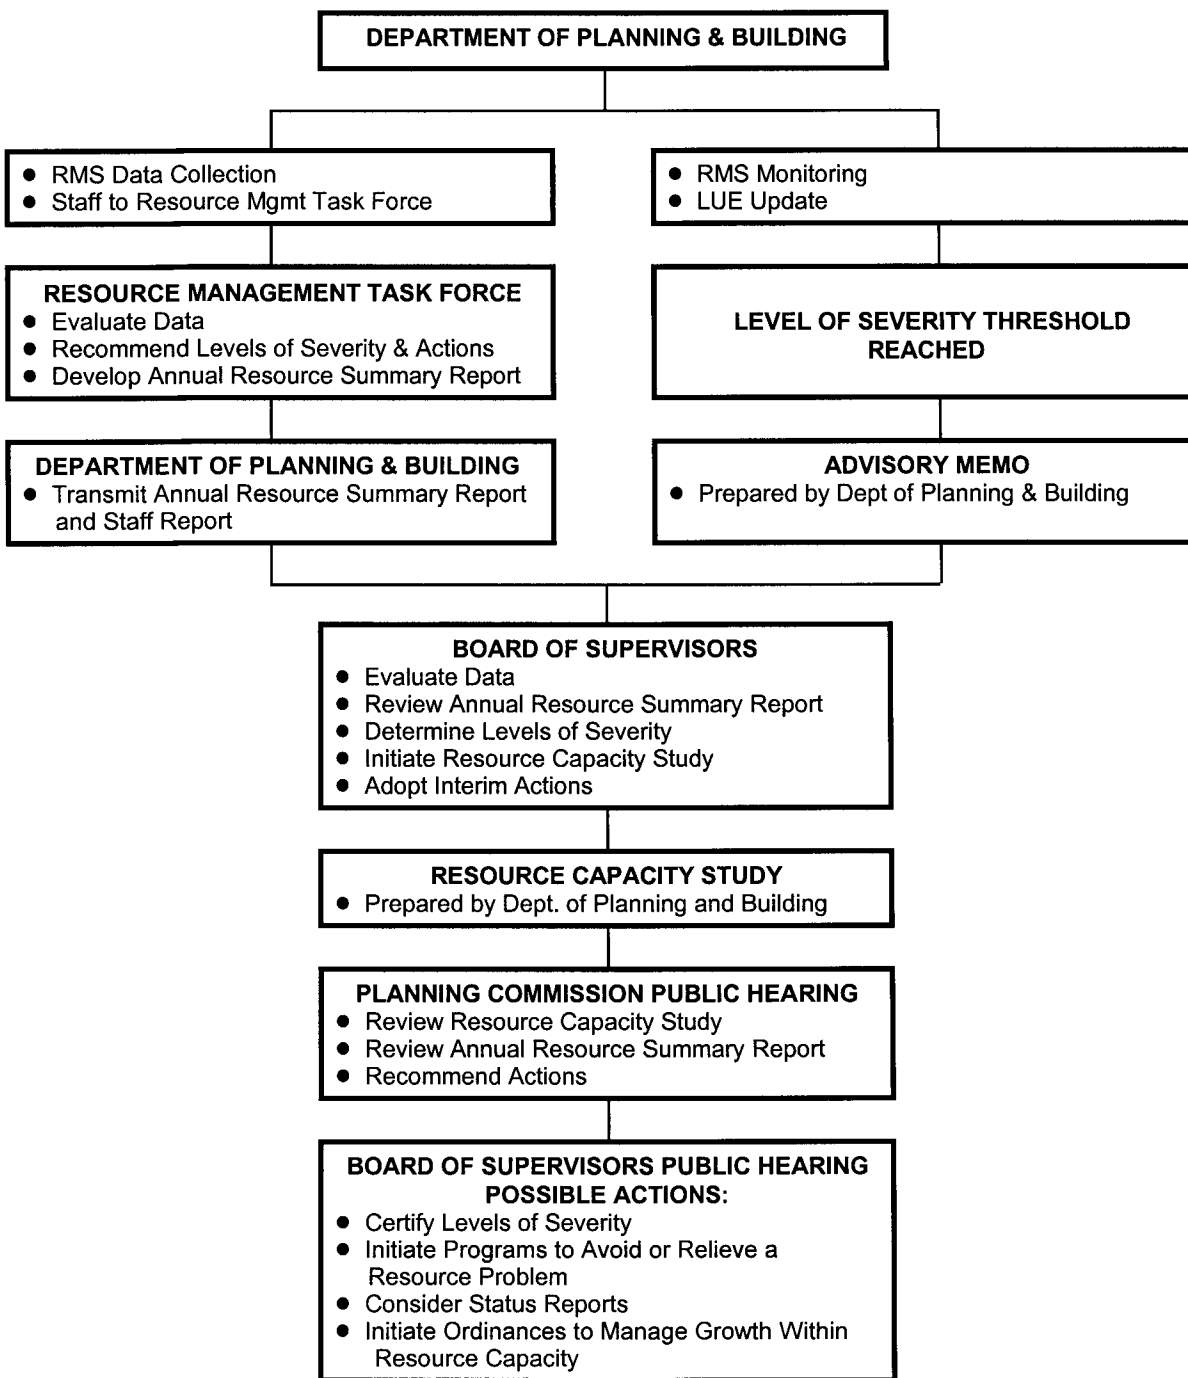 DEPARTMENT OF PLANNING & BUILDING
● RMS Data Collection
● Staff to Resource Mgmt Task Force
● RMS Monitoring
● LUE Update
RESOURCE MANAGEMENT TASK FORCE
● Evaluate Data
● Recommend Levels of Severity & Actions
● Develop Annual Resource Summary Report
LEVEL OF SEVERITY THRESHOLD
REACHED
DEPARTMENT OF PLANNING & BUILDING
● Transmit Annual Resource Summary Report
and Staff Report
ADVISORY MEMO
● Prepared by Dept of Planning & Building
BOARD OF SUPERVISORS
● Evaluate Data
● Review Annual Resource Summary Report
● Determine Levels of Severity
● Initiate Resource Capacity Study
● Adopt Interim Actions
RESOURCE CAPACITY STUDY
● Prepared by Dept. of Planning and Building
PLANNING COMMISSION PUBLIC HEARING
● Review Resource Capacity Study
● Review Annual Resource Summary Report
● Recommend Actions
BOARD OF SUPERVISORS PUBLIC HEARING
POSSIBLE ACTIONS:
● Certify Levels of Severity
● Initiate Programs to Avoid or Relieve a
Resource Problem
● Consider Status Reports
● Initiate Ordinances to Manage Growth Within
Resource Capacity